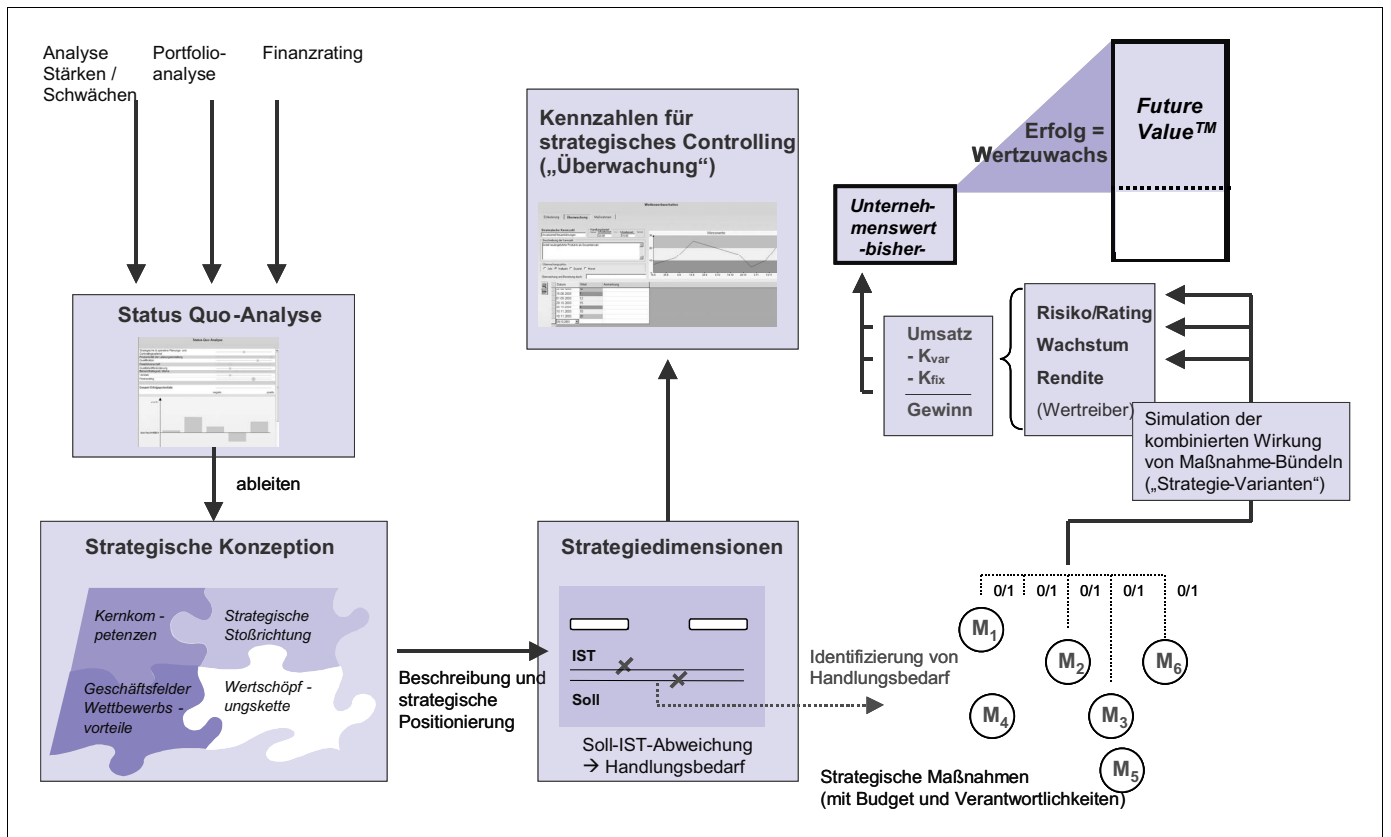 Analyse
Stärken /
Schwächen
Portfolio-
analyse
Finanzrating
Status Quo-Analyse
Status Quo Analyse
ableiten
Strategische Konzeption
Kernkom -
petenzen
Strategische
Stoßrichtung
Geschäftsfelder
Wettbewerbs -
vorteile
Wertschöpf -
ungskette
Beschreibung und
strategische
Positionierung
Kennzahlen für
strategisches Controlling
(„Überwachung“)
Überwachung
Strategiedimensionen
IST
Soll
Soll-IST-Abweichung
→ Handlungsbedarf
Identifizierung von
Handlungsbedarf
Strategische Maßnahmen
(mit Budget und Verantwortlichkeiten)
Erfolg =
Wertzuwachs
Future
Value™
Unterneh-
menswert
-bisher-
Umsatz
- Kvar
- Kfix
Gewinn
Risiko/Rating
Wachstum
Rendite
(Wertreiber)
Simulation der
kombinierten Wirkung
von Maßnahme-Bündeln
(„Strategie-Varianten“)
0/1 0/1 0/1 0/1 0/1
M1
M2
M6
M4
M3
M5